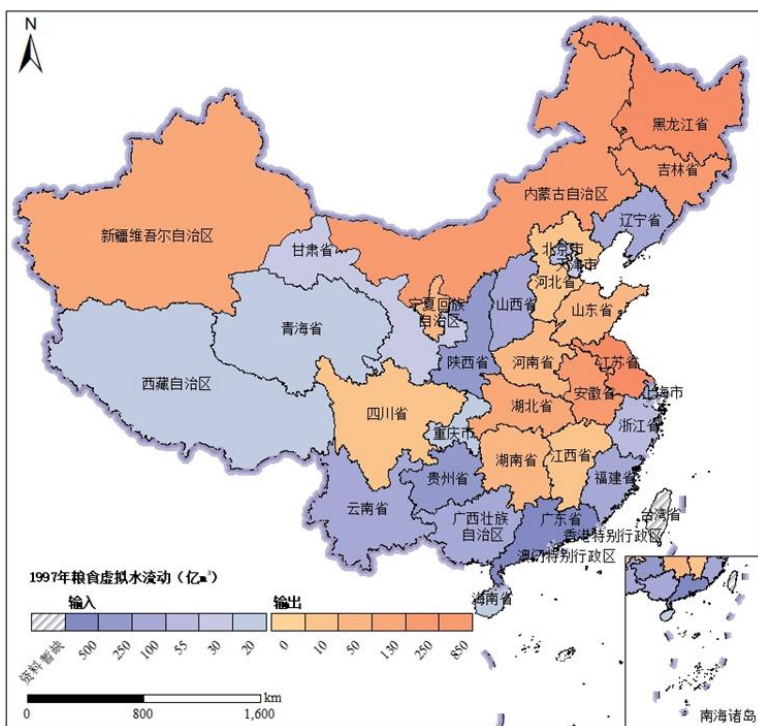 N
黑龙江省
吉林省
内蒙古自治区
辽宁省
新疆维吾尔自治区
甘肃省
北京市
天津市
河北省
宁夏回族
自治区
山西省
山东省
青海省
陕西省
河南省
江苏省
西藏自治区
安徽省
上海市
四川省
湖北省
重庆市
浙江省
湖南省
江西省
贵州省
福建省
云南省
广西壮族
自治区
广东省
台湾省
香港特别行政区
澳门特别行政区
海南省
1997年粮食虚拟水流动（亿m³）
输入 输出
资料暂缺 500 250 100 55 30 20 0 10 50 130 250 850
km
0 800 1,600
南海诸岛